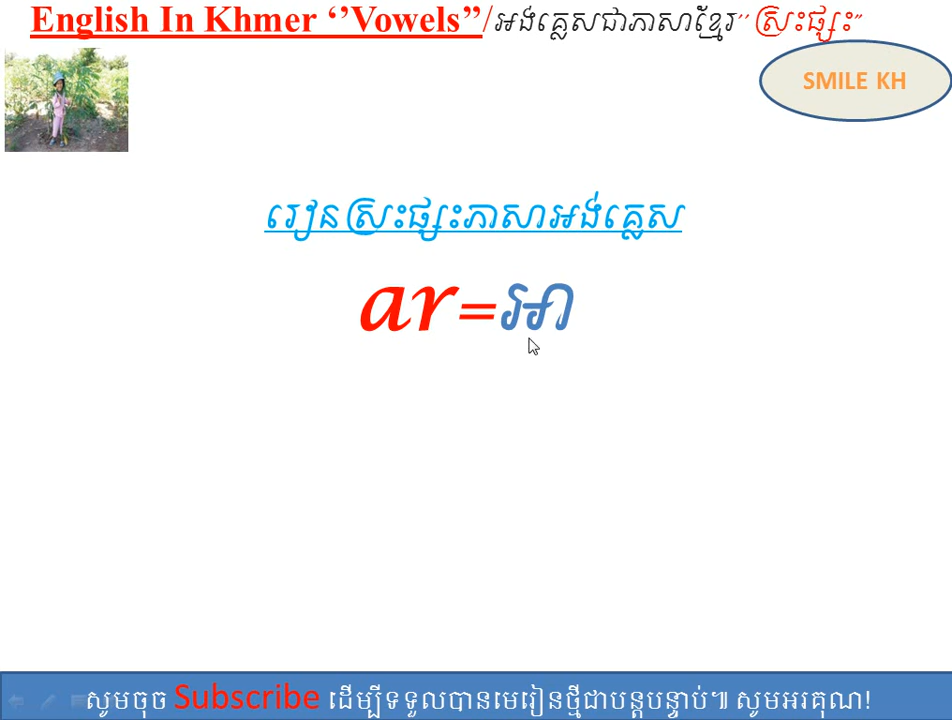 English In Khmer ‘’Vowels”/អង់គ្លេសជាភាសាខ្មែរ’’ស្រះផ្សះ”
SMILE KH
រៀនស្រះផ្សះភាសាអង់គ្លេស
ar=អា
សូមចុច Subscribe ដើម្បីទទួលបានមេរៀនថ្មីជាបន្តបន្ទាប់៕ សូមអរគុណ!